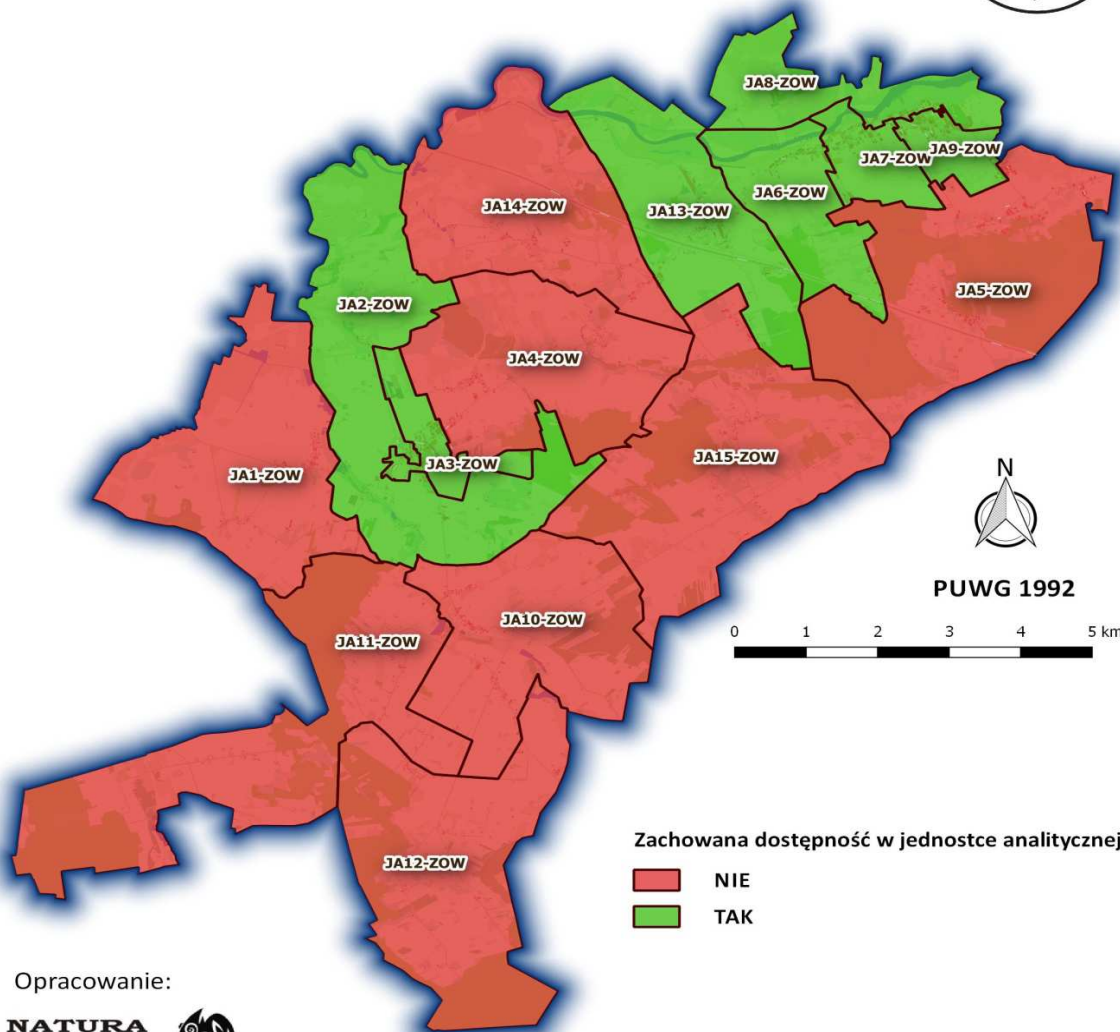 JA8-ZOW
JA9-ZOW
JA7-ZOW
JA6-ZOW
JA14-ZOW
JA13-ZOW
JA5-ZOW
JA2-ZOW
JA4-ZOW
JA15-ZOW
JA3-ZOW
JA1-ZOW
N
PUWG 1992
0 1 2 3 4 5 km
JA10-ZOW
JA11-ZOW
JA12-ZOW
Zachowana dostępność w jednostce analitycznej
NIE
TAK
Opracowanie:
NATURA